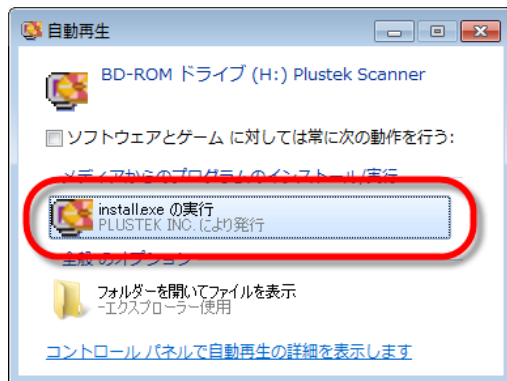 自動再生
BD-ROM ドライブ (H:) Plustek Scanner
ソフトウェアとゲーム に対しては常に次の動作を行う:
メディアからのプログラムのインストール/実行
install.exe の実行
PLUSTEK INC. により発行
全般 のオプション
フォルダーを開いてファイルを表示
-エクスプローラー使用
コントロール パネルで自動再生の詳細を表示します